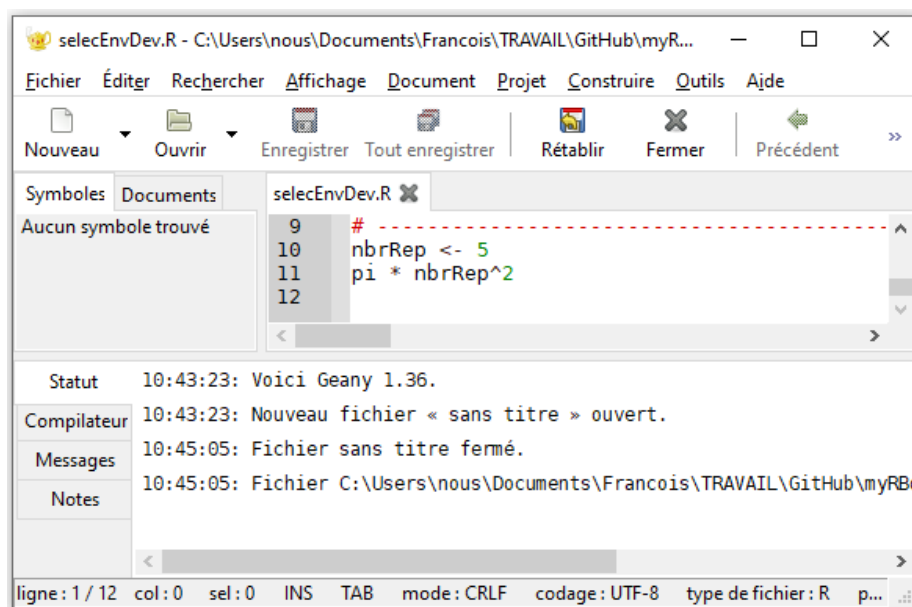 selecEnvDev.R - C:\Users\nous\Documents\Francois\TRAVAIL\GitHub\myR...
Fichier Éditer Rechercher Affichage Document Projet Construire Outils Aide
Nouveau Ouvrir Enregistrer Tout enregistrer Rétablir Fermer Précédent »
Symboles Documents selecEnvDev.R
Aucun symbole trouvé
9 # -----------------------------------------
10 nbrRep <- 5
11 pi * nbrRep^2
12
Statut
Compilateur
Messages
Notes
10:43:23: Voici Geany 1.36.
10:43:23: Nouveau fichier « sans titre » ouvert.
10:45:05: Fichier sans titre fermé.
10:45:05: Fichier C:\Users\nous\Documents\Francois\TRAVAIL\GitHub\myRB
ligne : 1 / 12 col : 0 sel : 0 INS TAB mode : CRLF codage : UTF-8 type de fichier : R p...